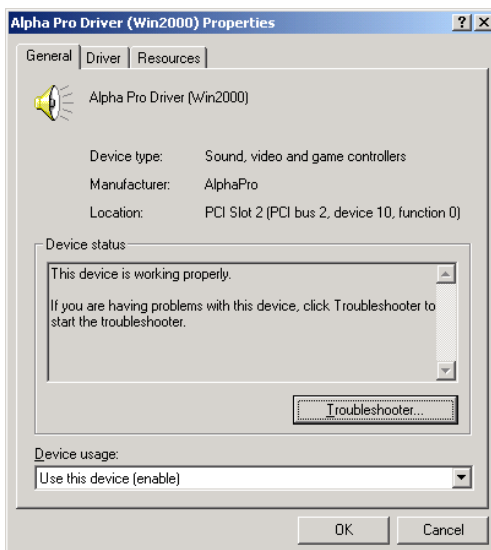 Alpha Pro Driver (Win2000) Properties
General Driver Resources
Alpha Pro Driver (Win2000)
Device type: Sound, video and game controllers
Manufacturer: AlphaPro
Location: PCI Slot 2 (PCI bus 2, device 10, function 0)
Device status
This device is working properly.
If you are having problems with this device, click Troubleshooter to
start the troubleshooter.
Troubleshooter...
Device usage:
Use this device (enable)
OK Cancel